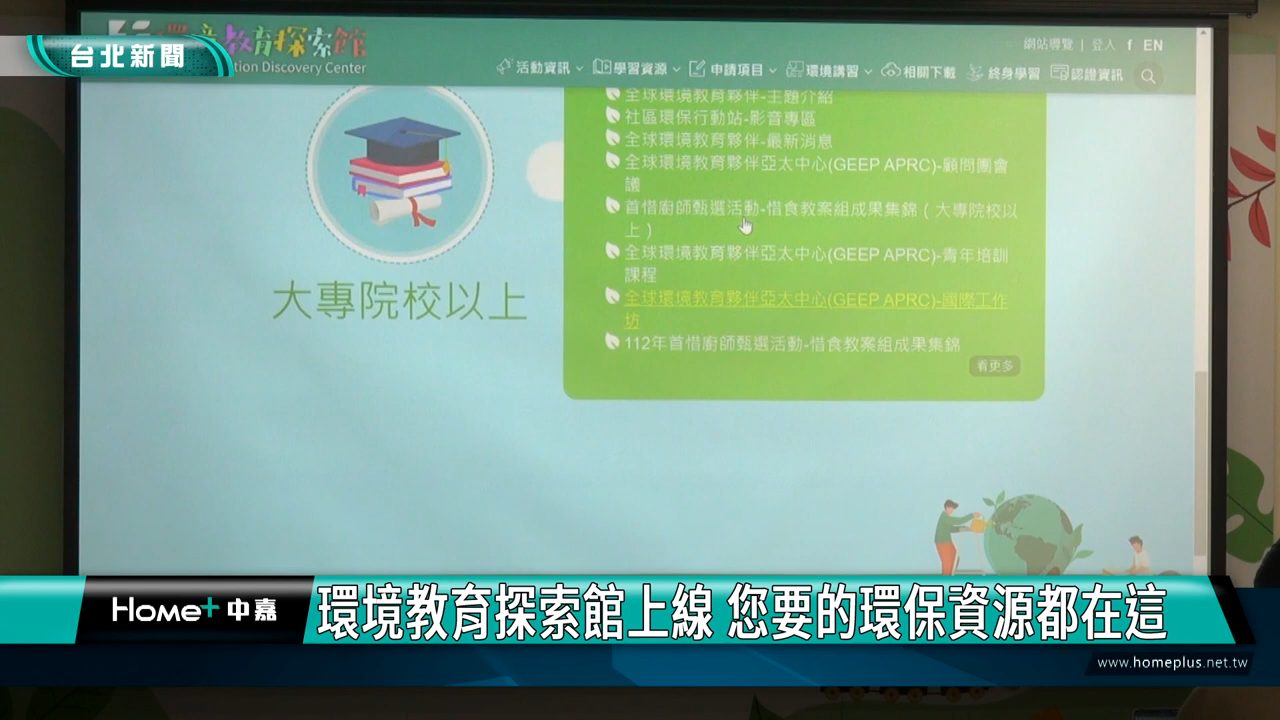 台北新聞
環境教育探索館
tion Discovery Center
網站導覽 | 登入 f EN
活動資訊 學習資源 申請項目 環境講習 相關下載 終身學習 認證資訊
全球環境教育夥伴-主題介紹
社區環保行動站-影音專區
全球環境教育夥伴-最新消息
全球環境教育夥伴亞太中心(GEEP APRC)-顧問團會
議
首惜廚師甄選活動-惜食教案組成果集錦（大專院校以
上）
全球環境教育夥伴亞太中心(GEEP APRC)-青年培訓
課程
全球環境教育夥伴亞太中心(GEEP APRC)-國際工作
坊
112年首惜廚師甄選活動-惜食教案組成果集錦
看更多
大專院校以上
Home+ 中嘉
環境教育探索館上線 您要的環保資源都在這
www.homeplus.net.tw